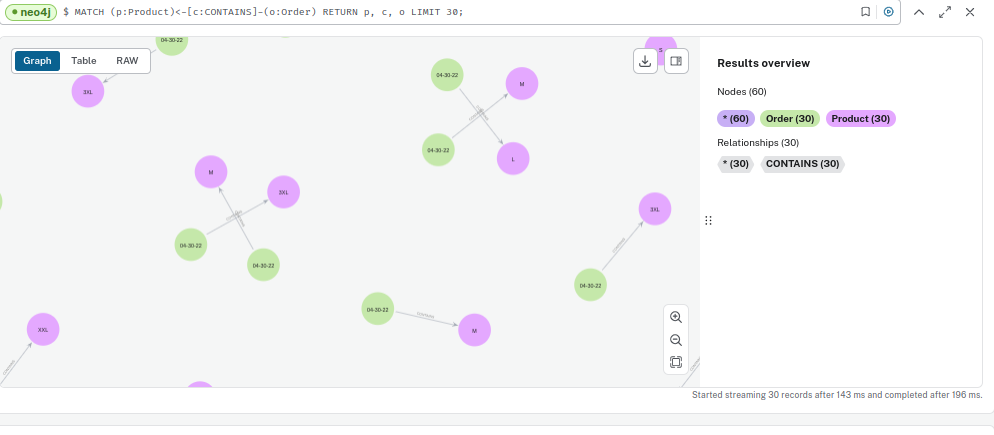 neo4j $ MATCH (p:Product)<-[c:CONTAINS]-(o:Order) RETURN p, c, o LIMIT 30;
Graph Table RAW
04-30-22
3XL
04-30-22
M
S
04-30-22
L
M
3XL
04-30-22
04-30-22
3XL
04-30-22
04-30-22
M
XXL
Results overview
Nodes (60)
* (60) Order (30) Product (30)
Relationships (30)
* (30) CONTAINS (30)
Started streaming 30 records after 143 ms and completed after 196 ms.